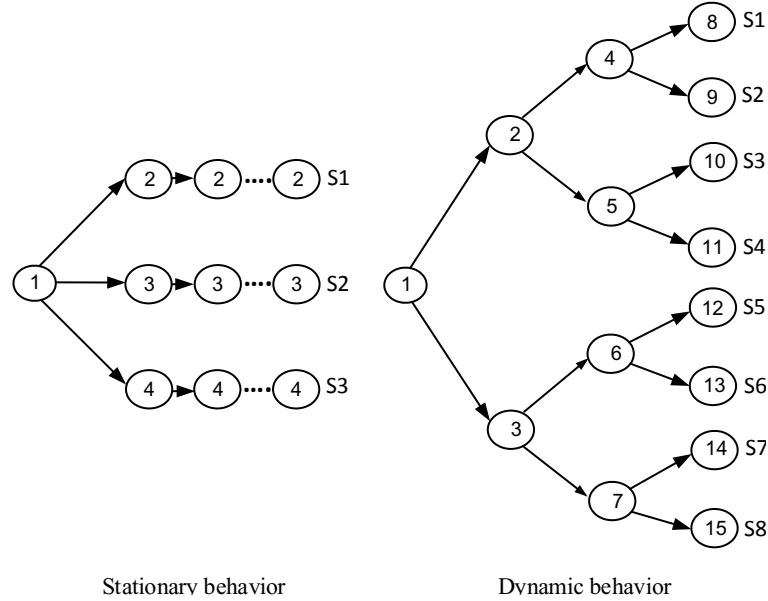 1
2 2 .... 2 S1
3 3 .... 3 S2
4 4 .... 4 S3
Stationary behavior
1
2
3
4
5
6
7
8 S1
9 S2
10 S3
11 S4
12 S5
13 S6
14 S7
15 S8
Dynamic behavior